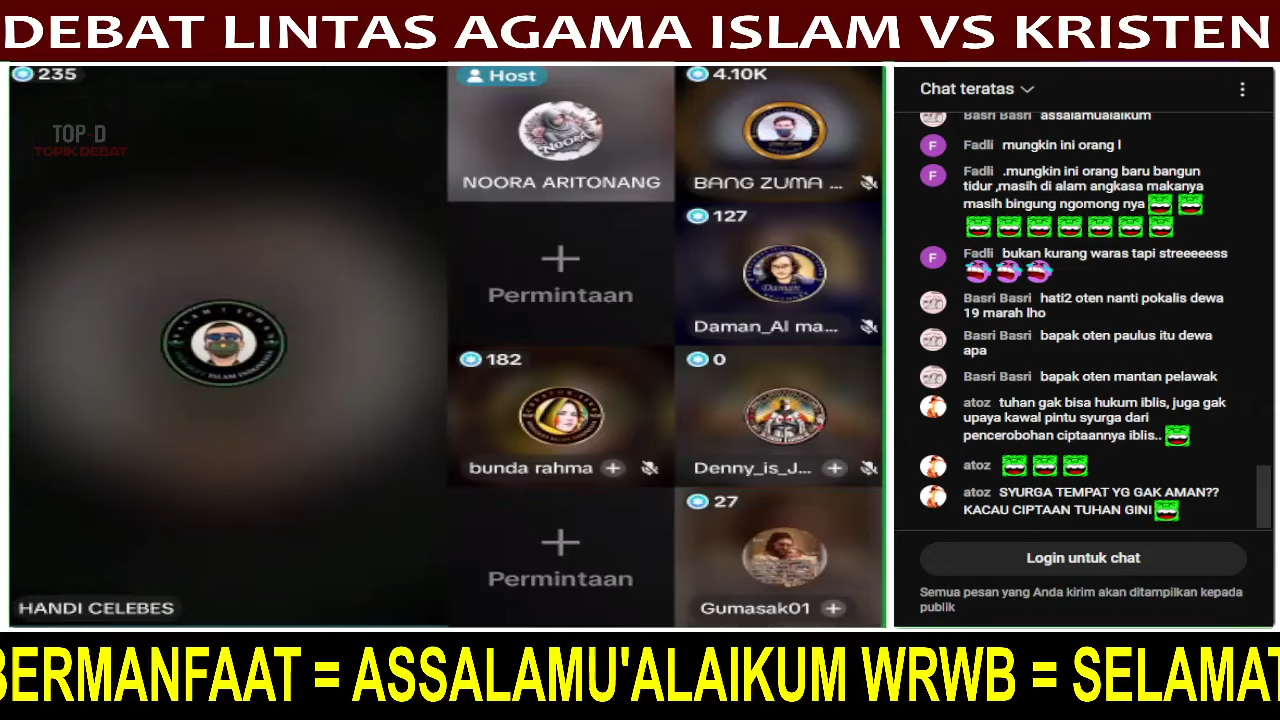 DEBAT LINTAS AGAMA ISLAM VS KRISTEN
235
TOP-D
TOPIK DEBAT
HANDI CELEBES
Host
NOORA
NOORA ARITONANG
4.10K
BANG ZUMA ...
Permintaan
127
Daman
Daman_Al ma...
182
bunda rahma
0
Denny_is_J...
Permintaan
27
Gumasak01
Chat teratas
Basri Basri assalamualaikum
F Fadli mungkin ini orang l
F Fadli .mungkin ini orang baru bangun
tidur ,masih di alam angkasa makanya
masih bingung ngomong nya
F Fadli bukan kurang waras tapi streeeeess
Basri Basri hati2 oten nanti pokalis dewa
19 marah lho
Basri Basri bapak oten paulus itu dewa
apa
Basri Basri bapak oten mantan pelawak
atoz tuhan gak bisa hukum iblis, juga gak
upaya kawal pintu syurga dari
pencerobohan ciptaannya iblis..
atoz
atoz SYURGA TEMPAT YG GAK AMAN??
KACAU CIPTAAN TUHAN GINI
Login untuk chat
Semua pesan yang Anda kirim akan ditampilkan kepada
publik
BERMANFAAT = ASSALAMU'ALAIKUM WRWB = SELAMAT